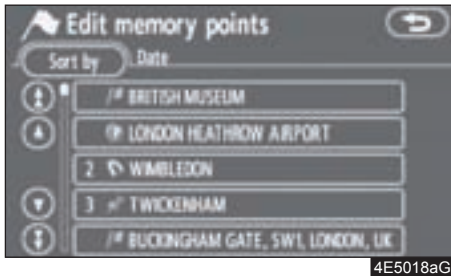 Edit memory points
Sort by Date
BRITISH MUSEUM
LONDON HEATHROW AIRPORT
2 WIMBLEDON
3 TWICKENHAM
BUCKINGHAM GATE, SW1, LONDON, UK
4E5018aG